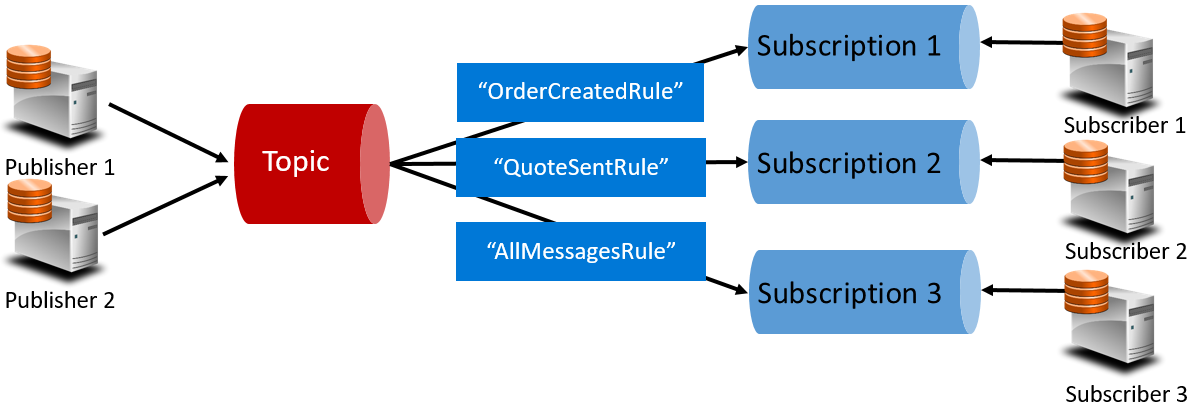 Publisher 1
Publisher 2
Topic
“OrderCreatedRule”
“QuoteSentRule”
“AllMessagesRule”
Subscription 1
Subscription 2
Subscription 3
Subscriber 1
Subscriber 2
Subscriber 3